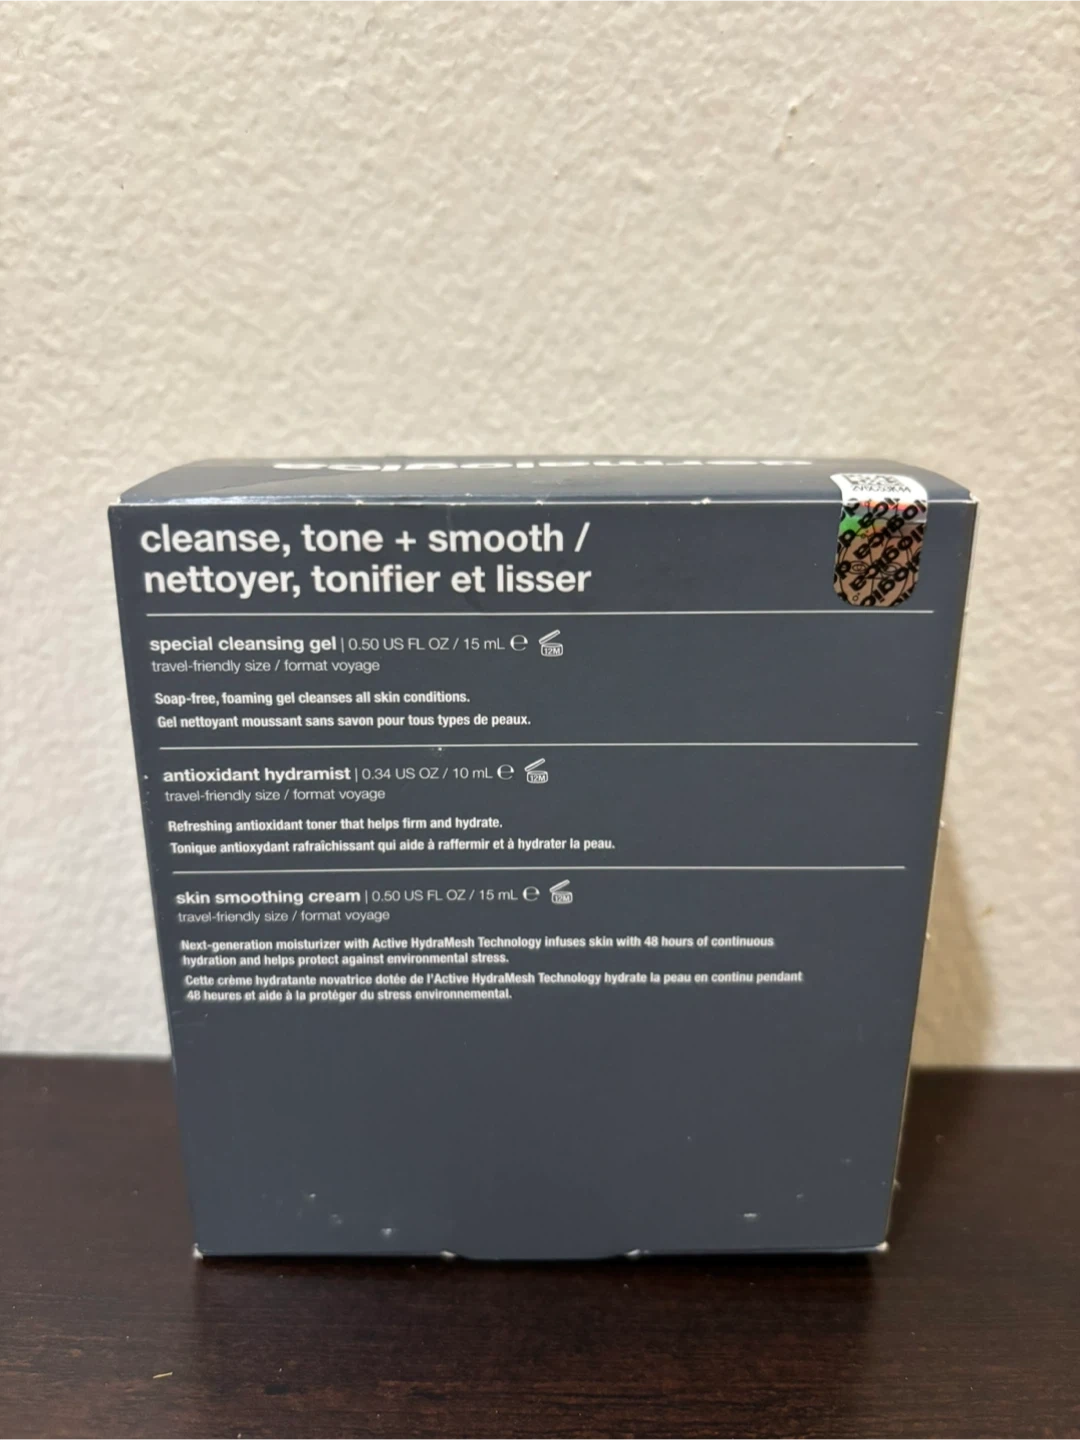 dermalogica
cleanse, tone + smooth /
nettoyer, tonifier et lisser
special cleansing gel | 0.50 US FL OZ / 15 mL ℮ 12M
travel-friendly size / format voyage
Soap-free, foaming gel cleanses all skin conditions.
Gel nettoyant moussant sans savon pour tous types de peaux.
antioxidant hydramist | 0.34 US OZ / 10 mL ℮ 12M
travel-friendly size / format voyage
Refreshing antioxidant toner that helps firm and hydrate.
Tonique antioxydant rafraîchissant qui aide à raffermir et à hydrater la peau.
skin smoothing cream | 0.50 US FL OZ / 15 mL ℮ 12M
travel-friendly size / format voyage
Next-generation moisturizer with Active HydraMesh Technology infuses skin with 48 hours of continuous
hydration and helps protect against environmental stress.
Cette crème hydratante novatrice dotée de l'Active HydraMesh Technology hydrate la peau en continu pendant
48 heures et aide à la protéger du stress environnemental.